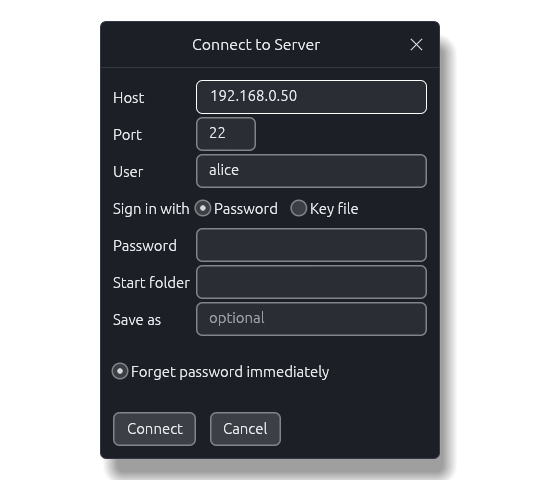 Connect to Server
Host 192.168.0.50
Port 22
User alice
Sign in with Password Key file
Password
Start folder
Save as optional
Forget password immediately
Connect Cancel